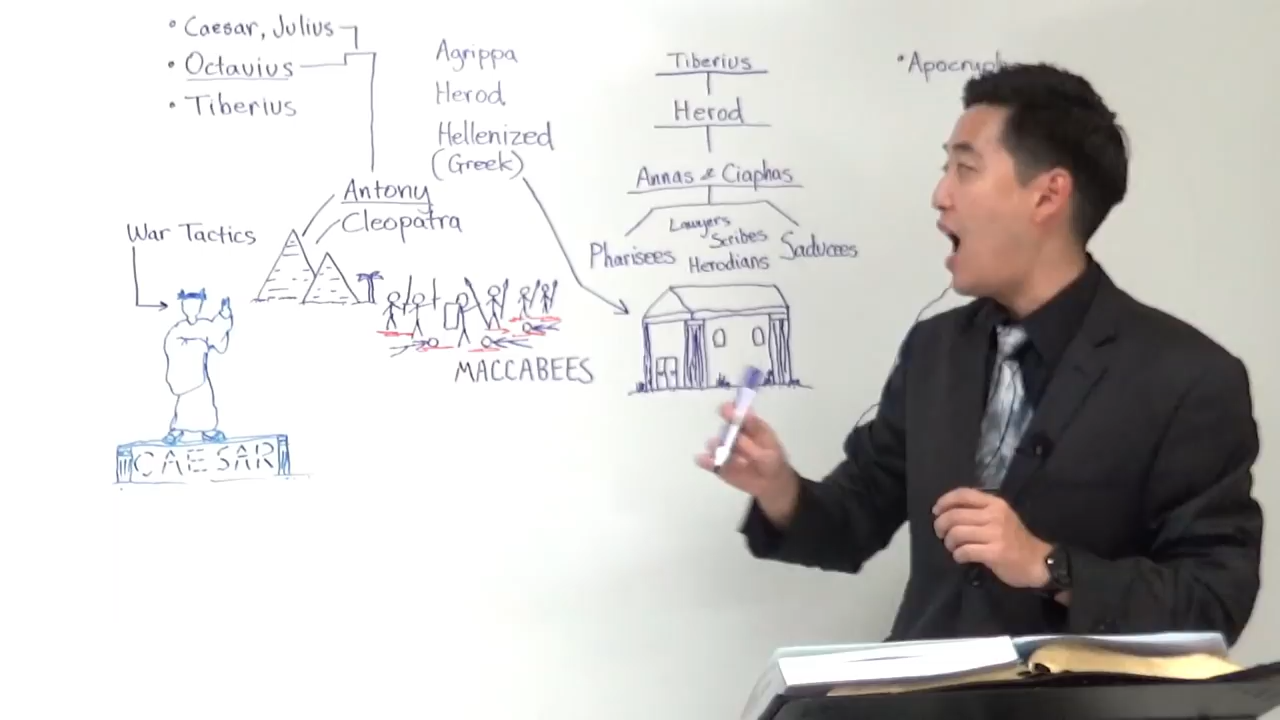 • Caesar, Julius
• Octavius
• Tiberius
Antony
Cleopatra
War Tactics
CAESAR
MACCABEES
Agrippa
Herod
Hellenized
(Greek)
Tiberius
Herod
Annas & Ciaphas
Pharisees
Lawyers
Scribes
Herodians
Saducees